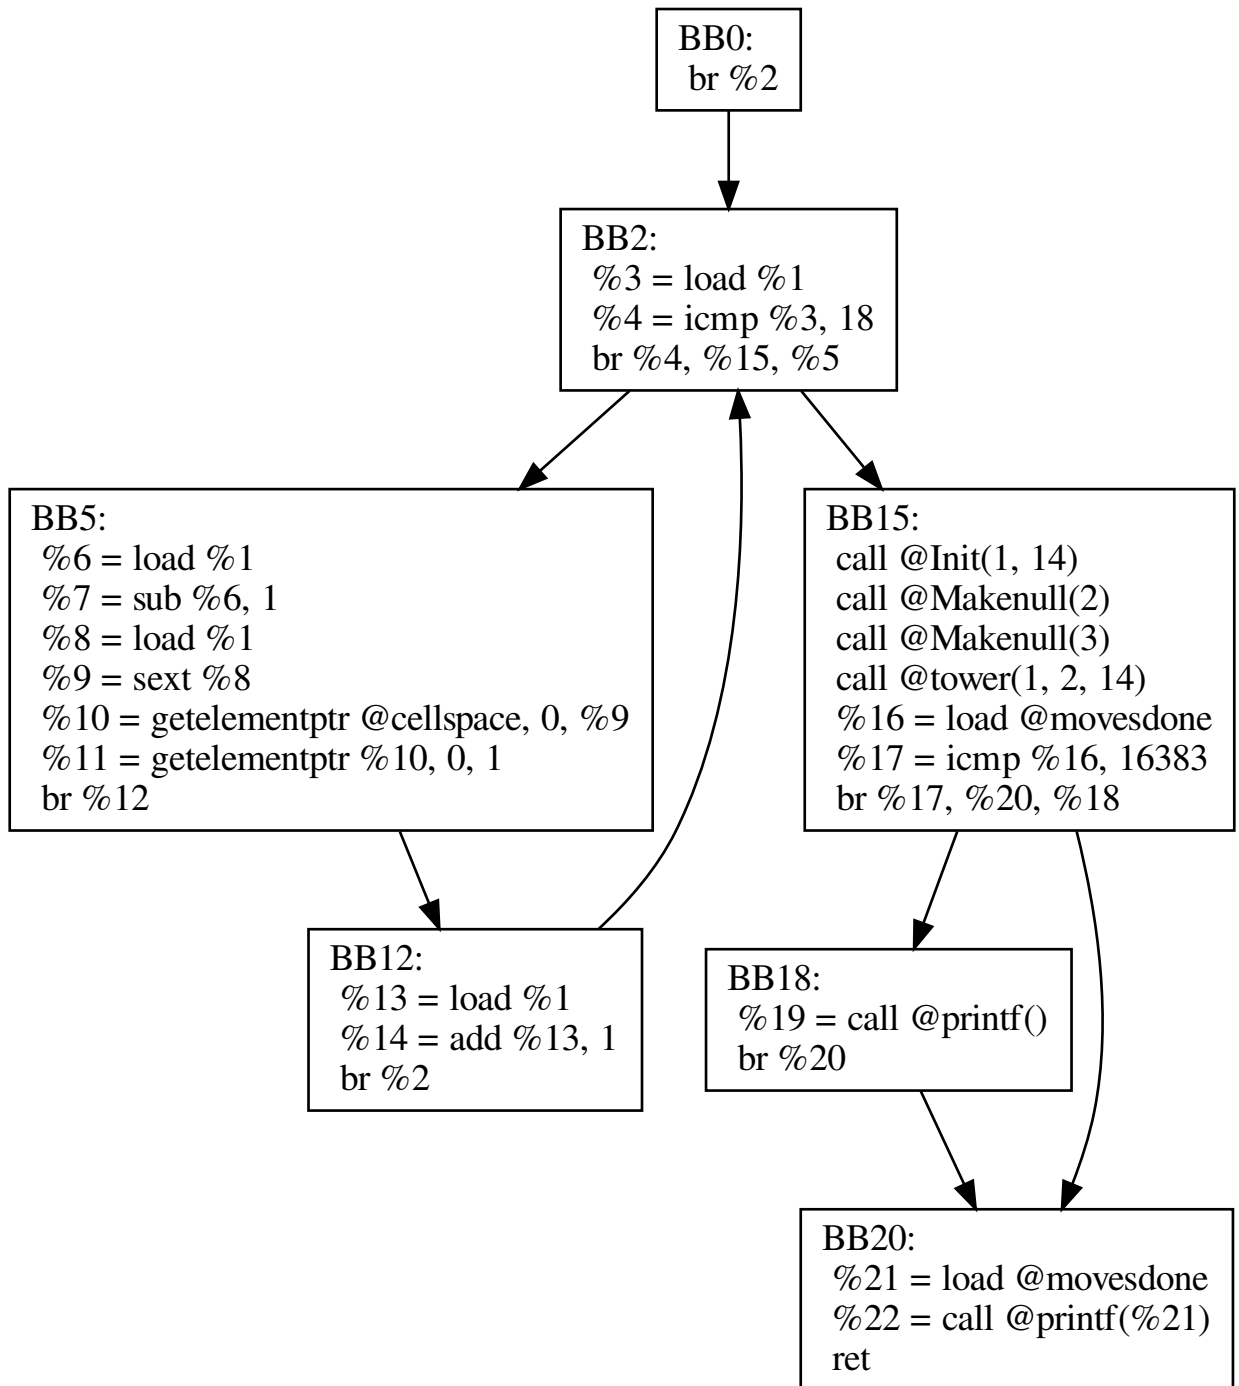 BB0:
br %2
BB2:
%3 = load %1
%4 = icmp %3, 18
br %4, %15, %5
BB5:
%6 = load %1
%7 = sub %6, 1
%8 = load %1
%9 = sext %8
%10 = getelementptr @cellspace, 0, %9
%11 = getelementptr %10, 0, 1
br %12
BB15:
call @Init(1, 14)
call @Makenull(2)
call @Makenull(3)
call @tower(1, 2, 14)
%16 = load @movesdone
%17 = icmp %16, 16383
br %17, %20, %18
BB12:
%13 = load %1
%14 = add %13, 1
br %2
BB18:
%19 = call @printf()
br %20
BB20:
%21 = load @movesdone
%22 = call @printf(%21)
ret